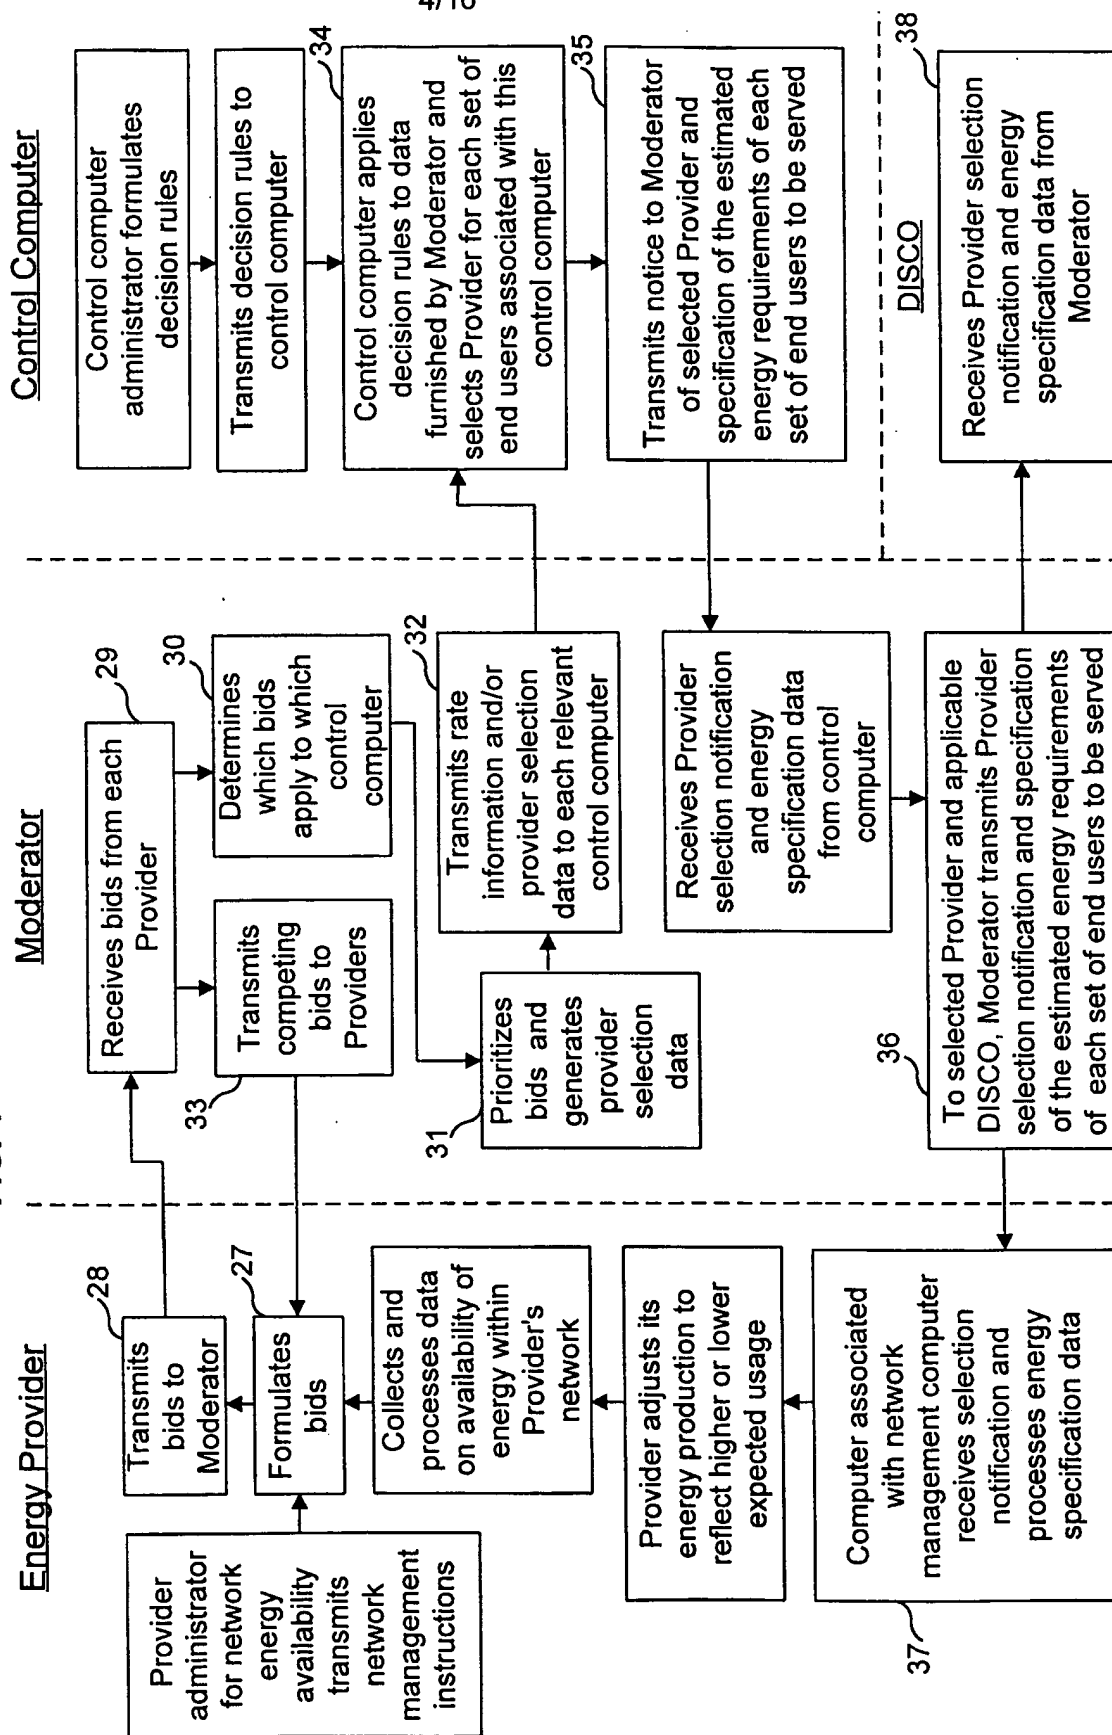 4/16
Energy Provider
Provider
administrator
for network
energy
availability
transmits
network
management
instructions
28
Transmits
bids to
Moderator
27
Formulates
bids
Collects and
processes data
on availability of
energy within
Provider's
network
Provider adjusts its
energy production to
reflect higher or lower
expected usage
Computer associated
with network
management computer
receives selection
notification and
processes energy
specification data
37
Moderator
Receives bids from each
Provider
29
33
Transmits
competing
bids to
Providers
30
Determines
which bids
apply to which
control
computer
31
Prioritizes
bids and
generates
provider
selection
data
32
Transmits rate
information and/or
provider selection
data to each relevant
control computer
Receives Provider
selection notification
and energy
specification data
from control
computer
36
To selected Provider and applicable
DISCO, Moderator transmits Provider
selection notification and specification
of the estimated energy requirements
of each set of end users to be served
Control Computer
Control computer
administrator formulates
decision rules
Transmits decision rules to
control computer
34
Control computer applies
decision rules to data
furnished by Moderator and
selects Provider for each set of
end users associated with this
control computer
35
Transmits notice to Moderator
of selected Provider and
specification of the estimated
energy requirements of each
set of end users to be served
DISCO
38
Receives Provider selection
notification and energy
specification data from
Moderator